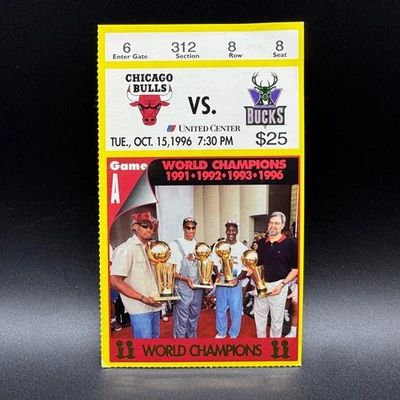 6 312 8 8
Enter Gate Section Row Seat
CHICAGO BULLS VS. BUCKS
UNITED CENTER
TUE, OCT. 15,1996 7:30 PM $25
Game A
WORLD CHAMPIONS
1991·1992·1993·1996
WORLD CHAMPIONS